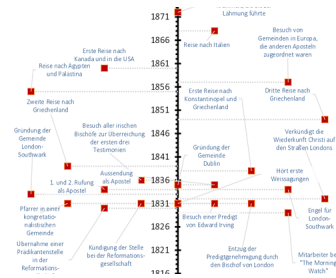 Lähmung führte
1871
1866
1861
1856
1851
1846
1841
1836
1831
1826
1821
1816
Reise nach Italien
Erste Reise nach
Kanada und in die USA
Besuch von
Gemeinden in Europa,
die anderen Aposteln
zugeordnet waren
Reise nach Ägypten
und Palästina
Zweite Reise nach
Griechenland
Erste Reise nach
Konstantinopel und
Griechenland
Dritte Reise nach
Griechenland
Besuch aller irischen
Bischöfe zur Überreichung
der ersten drei
Testimonien
Gründung der
Gemeinde
London-
Southwark
Verkündigt die
Wiederkunft Christi auf
den Straßen Londons
Gründung der
Gemeinde
Dublin
Aussendung
als Apostel
1. und 2. Rufung
als Apostel
Hört erste
Weissagungen
Pfarrer in einer
kongregatio-
nalistischen
Gemeinde
Besuch einer Predigt
von Edward Irving
Engel für
London-
Southwark
Übernahme einer
Predikantenstelle
in der
Reformations-
Kündigung der Stelle
bei der Reformations-
gesellschaft
Entzug der
Predigtgenehmigung durch
den Bischof von London
Mitarbeiter bei
"The Morning
Watch"